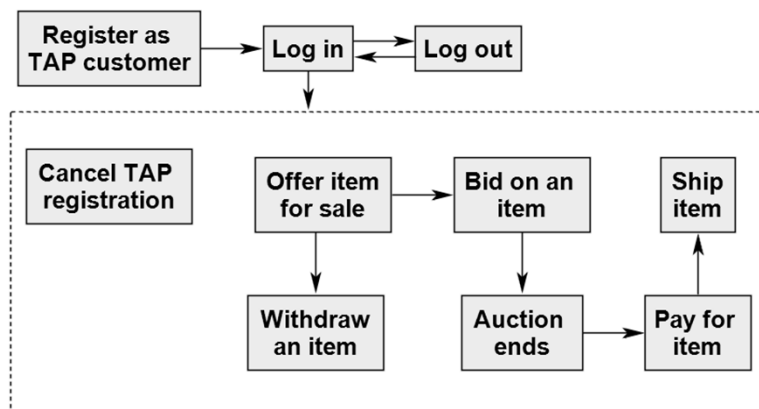 Register as
TAP customer
Log in
Log out
Cancel TAP
registration
Offer item
for sale
Bid on an
item
Ship
item
Withdraw
an item
Auction
ends
Pay for
item